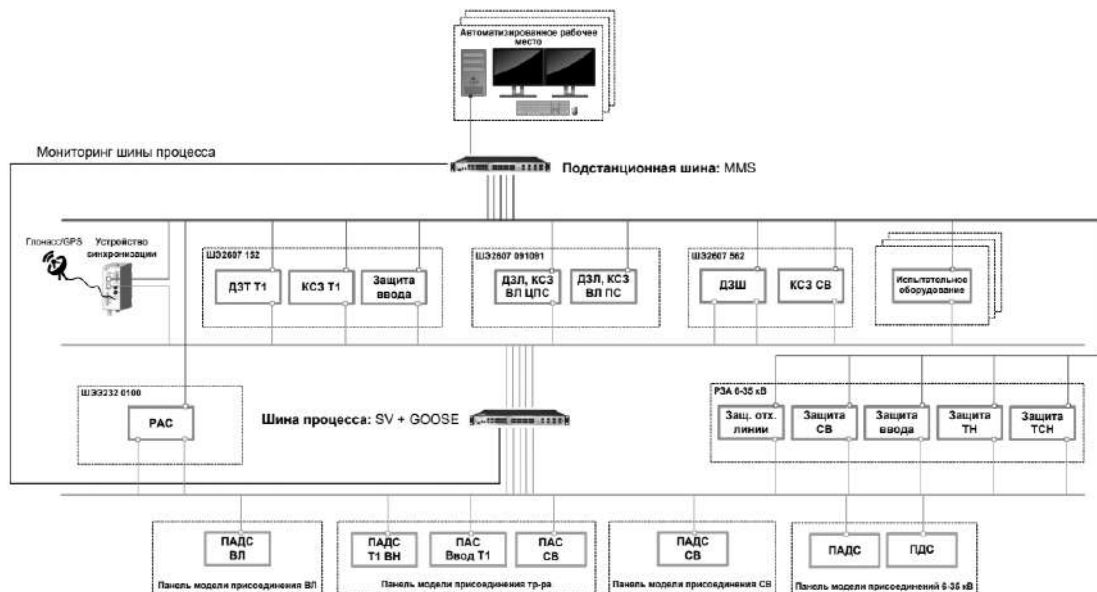 Автоматизированное рабочее
место
Мониторинг шины процесса
Подстанционная шина: MMS
Глонасс/GPS
Устройство
синхронизации
ШЭ2607 152
ДЗТ Т1
КСЗ Т1
Защита
ввода
ШЭ2607 091091
ДЗЛ, КСЗ
ВЛ ЦПС
ДЗЛ, КСЗ
ВЛ ПС
ШЭ2607 562
ДЗШ
КСЗ СВ
Испытательное
оборудование
ШЭЭ232 0100
РАС
Шина процесса: SV + GOOSE
РЗА 6-35 кВ
Защ. отх.
линии
Защита
СВ
Защита
ввода
Защита
ТН
Защита
ТСН
ПАДС
ВЛ
Панель модели присоединения ВЛ
ПАДС
Т1 ВН
ПАС
Ввод Т1
ПАС
СВ
Панель модели присоединения тр-ра
ПАДС
СВ
Панель модели присоединения СВ
ПАДС
ПДС
Панель модели присоединений 6-35 кВ